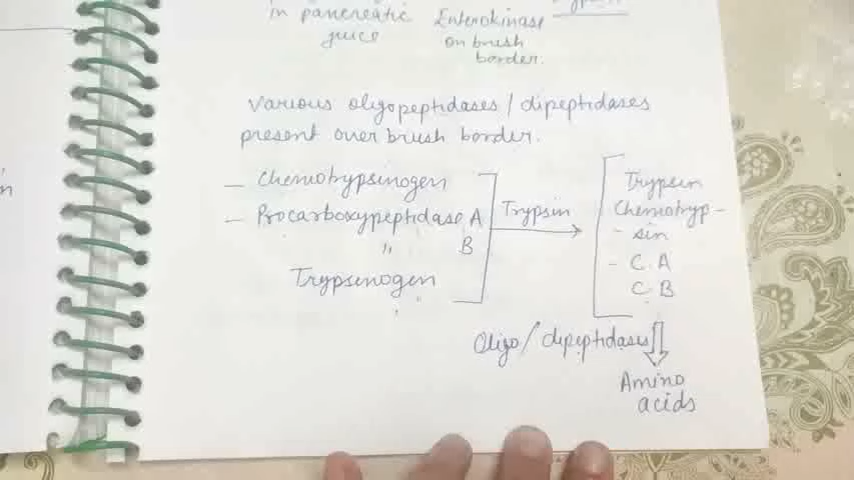 in pancreatic Enterokinase
juice on brush
border.
Various oligopeptidases / dipeptidases
present over brush border.
— Chemotrypsinogen
— Procarboxypeptidase A
" B
Trypsinogen
Trypsin
Trypsin
Chemotryp-
- sin
- C.A
C.B
Oligo/dipeptidases
Amino
acids